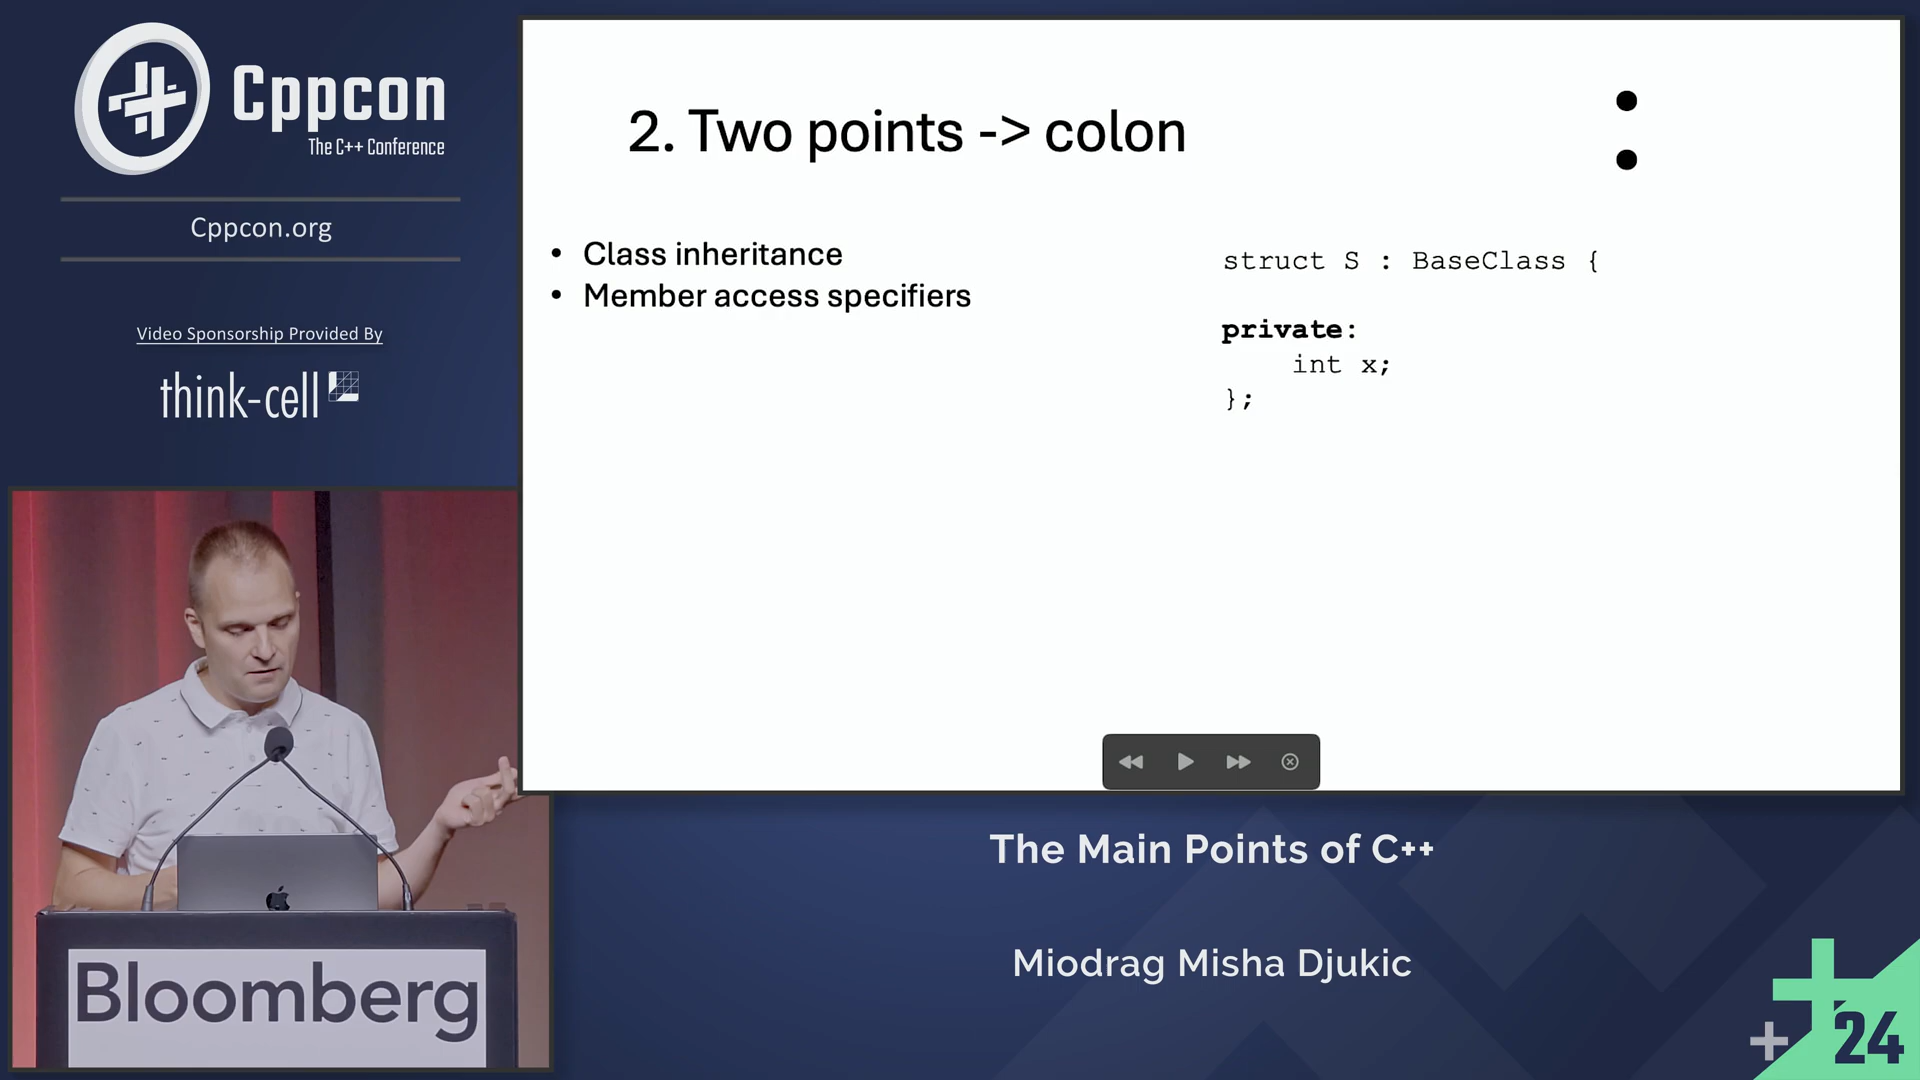 Cppcon
The C++ Conference
Cppcon.org
Video Sponsorship Provided By
think-cell
2. Two points -> colon
:
• Class inheritance
• Member access specifiers
struct S : BaseClass {
private:
int x;
};
Bloomberg
The Main Points of C++
Miodrag Misha Djukic
24